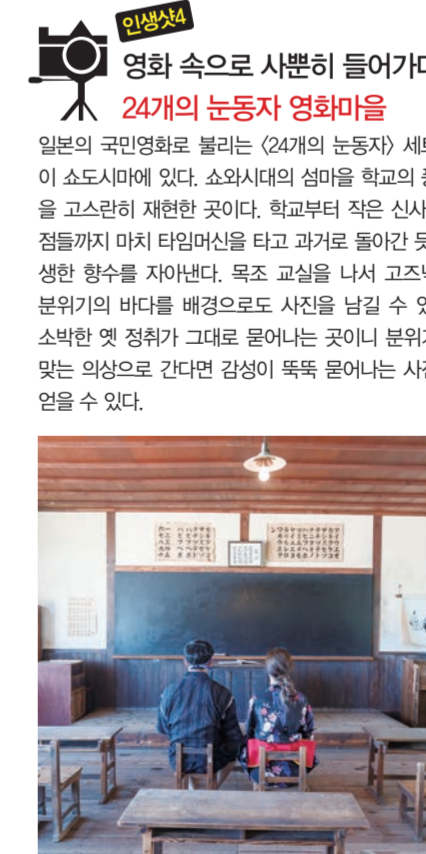 인생샷4
영화 속으로 사뿐히 들어가
24개의 눈동자 영화마을
일본의 국민영화로 불리는 〈24개의 눈동자〉
이 쇼도시마에 있다. 쇼와시대의 섬마을 학교의
을 고스란히 재현한 곳이다. 학교부터 작은 신사
점들까지 마치 타임머신을 타고 과거로 돌아간 듯
생한 향수를 자아낸다. 목조 교실을 나서
분위기의 바다를 배경으로도 사진을 남길 수
소박한 옛 정취가 그대로 묻어나는 곳이니
맞는 의상으로 간다면 감성이 뚝뚝 묻어나는
얻을 수 있다.